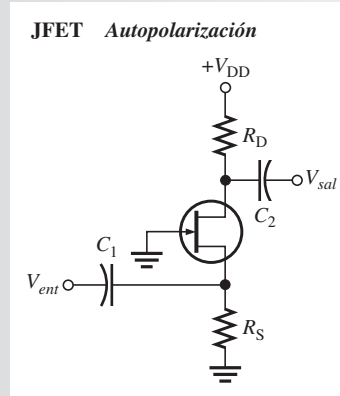 JFET Autopolarización
+VDD
RD
Vsal
C2
C1
Vent
RS